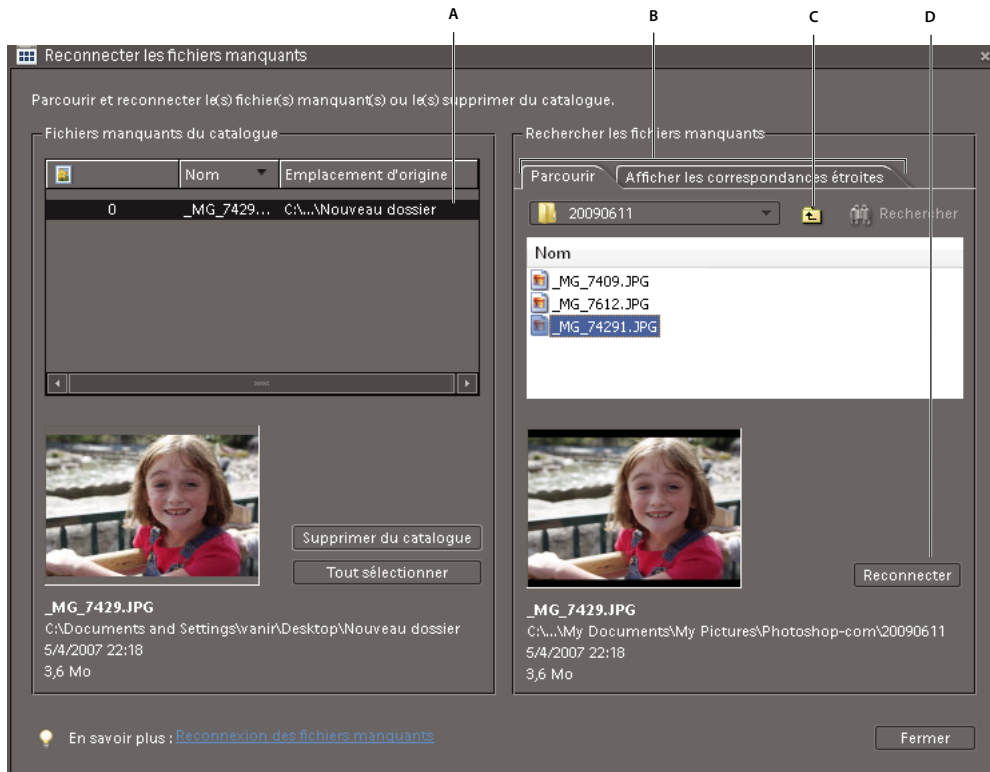 A B C D
Reconnecter les fichiers manquants
Parcourir et reconnecter le(s) fichier(s) manquant(s) ou le(s) supprimer du catalogue.
Fichiers manquants du catalogue
Nom Emplacement d'origine
0 _MG_7429... C:\...\Nouveau dossier
Supprimer du catalogue
Tout sélectionner
_MG_7429.JPG
C:\Documents and Settings\vanir\Desktop\Nouveau dossier
5/4/2007 22:18
3,6 Mo
Rechercher les fichiers manquants
Parcourir Afficher les correspondances étroites
20090611 Rechercher
Nom
_MG_7409.JPG
_MG_7612.JPG
_MG_74291.JPG
Reconnecter
_MG_7429.JPG
C:\...\My Documents\My Pictures\Photoshop-com\20090611
5/4/2007 22:18
3,6 Mo
En savoir plus : Reconnexion des fichiers manquants
Fermer